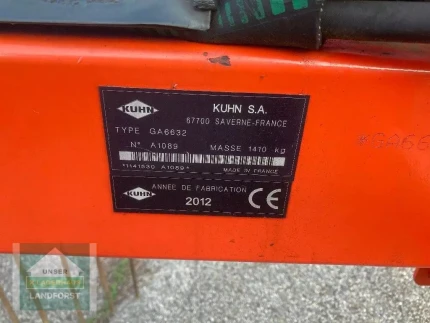 KUHN
KUHN S.A.
67700 SAVERNE-FRANCE
TYPE GA6632
N° A1089 MASSE 1410 kg
MADE IN FRANCE
KUHN
ANNEE DE FABRICATION
2012
CE
UNSER
LANDFORST